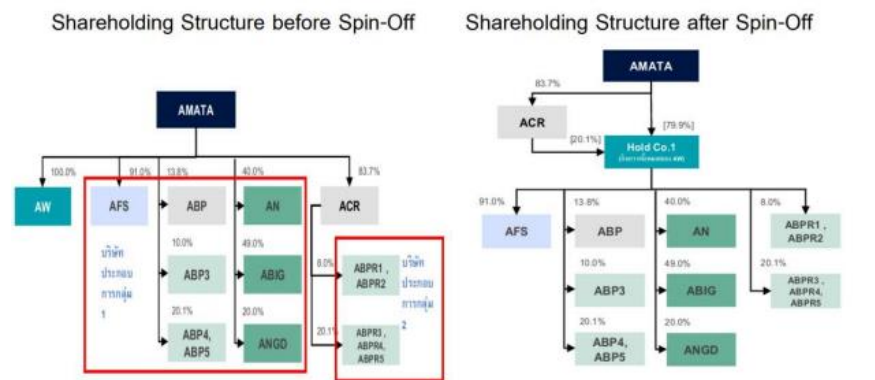 Shareholding Structure before Spin-Off
AMATA
100.0%
91.0%
13.8%
40.0%
83.7%
AW
AFS
ABP
AN
ACR
บริษัท
ประกอบ
การกลุ่ม
1
10.0%
ABP3
49.0%
ABIG
20.1%
ABP4,
ABP5
20.0%
ANGD
8.0%
ABPR1 ,
ABPR2
20.1%
ABPR3 ,
ABPR4,
ABPR5
บริษัท
ประกอบ
การกลุ่ม
2
Shareholding Structure after Spin-Off
AMATA
83.7%
ACR
[79.9%]
[20.1%]
Hold Co.1
91.0%
13.8%
40.0%
8.0%
AFS
ABP
AN
ABPR1 ,
ABPR2
10.0%
ABP3
49.0%
ABIG
20.1%
ABPR3 ,
ABPR4,
ABPR5
20.1%
ABP4,
ABP5
20.0%
ANGD